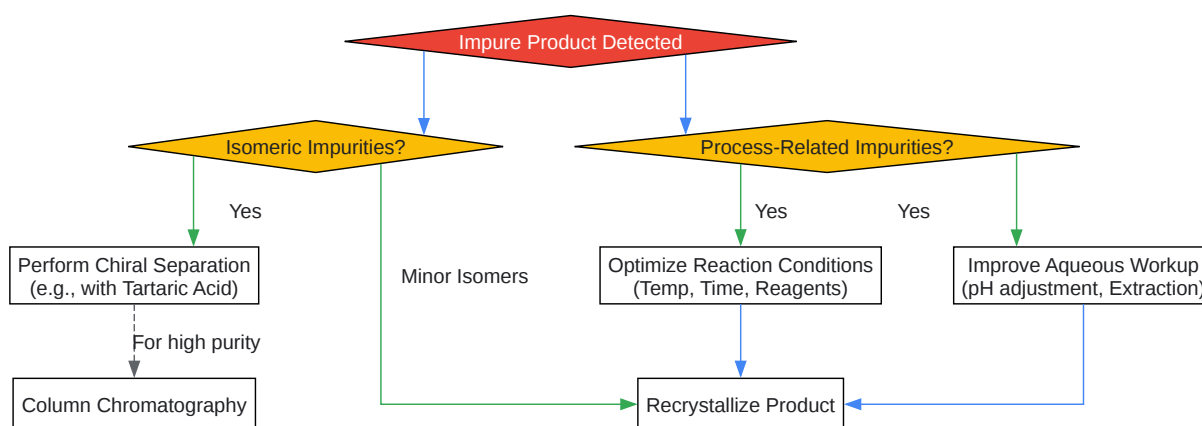 Impure Product Detected
Isomeric Impurities?
Process-Related Impurities?
Yes
Yes
Yes
Perform Chiral Separation
(e.g., with Tartaric Acid)
Minor Isomers
Optimize Reaction Conditions
(Temp, Time, Reagents)
Improve Aqueous Workup
(pH adjustment, Extraction)
For high purity
Column Chromatography
Recrystallize Product